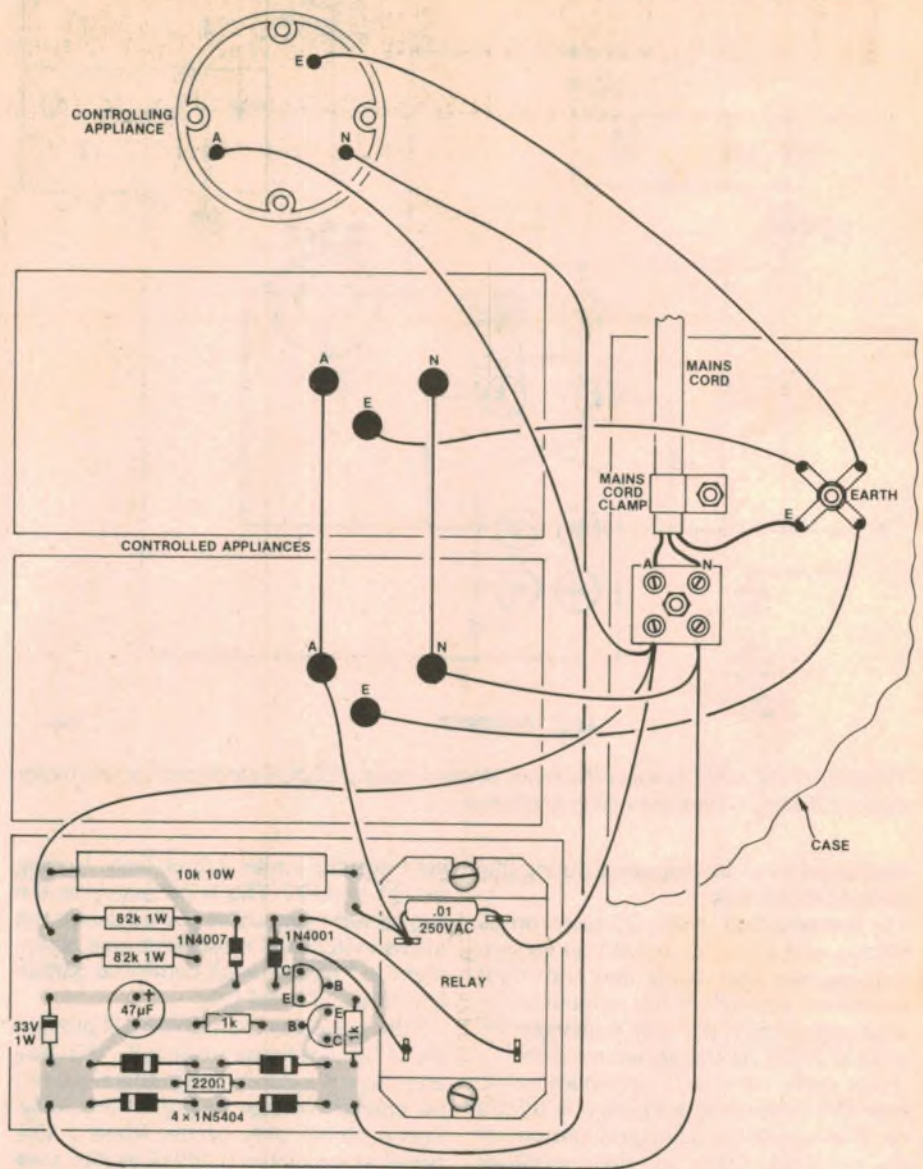 E
CONTROLLING
APPLIANCE
A
N
A
N
E
MAINS
CORD
MAINS
CORD
CLAMP
EARTH
E
CONTROLLED APPLIANCES
A
N
A
N
E
CASE
10k 10W
82k 1W
82k 1W
1N4007
1N4001
.01
250VAC
RELAY
C
E
B
47µF
+
33V
1W
1k
B
E
C
1k
220Ω
4 × 1N5404